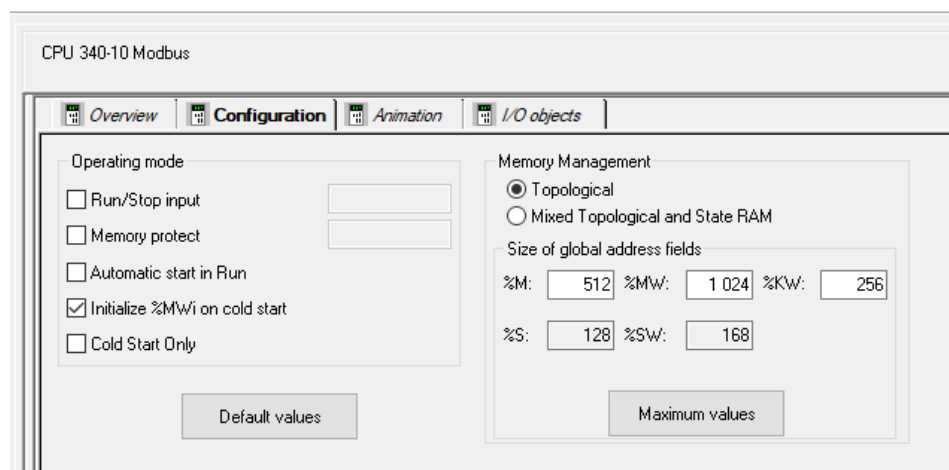 CPU 340-10 Modbus
Overview Configuration Animation I/O objects
Operating mode
Run/Stop input
Memory protect
Automatic start in Run
Initialize %MWi on cold start
Cold Start Only
Default values
Memory Management
Topological
Mixed Topological and State RAM
Size of global address fields
%M: 512 %MW: 1 024 %KW: 256
%S: 128 %SW: 168
Maximum values